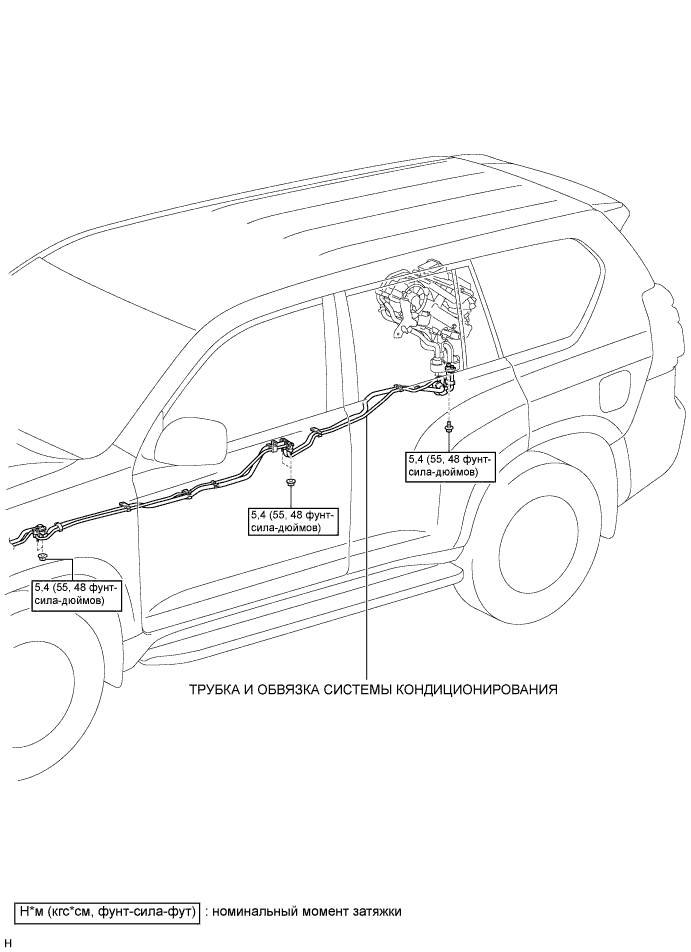 5,4 (55, 48 фунт-
сила-дюймов)
5,4 (55, 48 фунт-
сила-дюймов)
5,4 (55, 48 фунт-
сила-дюймов)
ТРУБКА И ОБВЯЗКА СИСТЕМЫ КОНДИЦИОНИРОВАНИЯ
Н*м (кгс*см, фунт-сила-фут) : номинальный момент затяжки
H